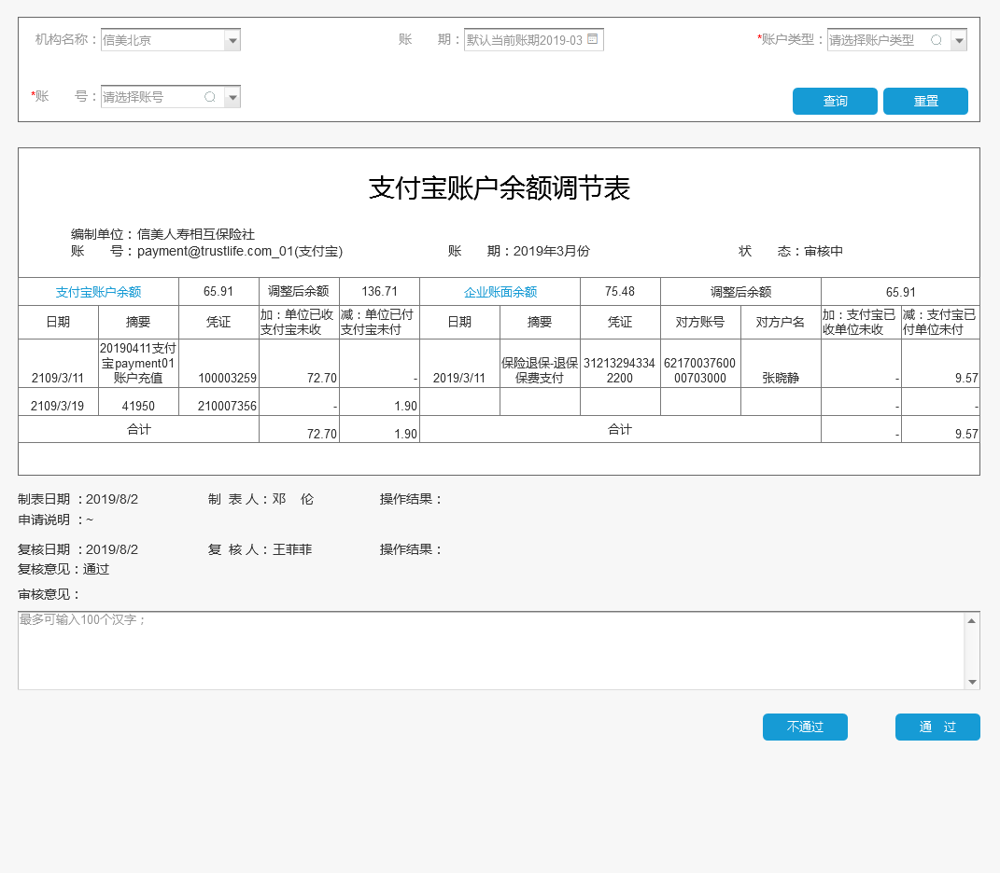 机构名称： 信美北京 账 期： 默认当前账期2019-03 *账户类型： 请选择账户类型
*账 号： 请选择账号 查询 重置
支付宝账户余额调节表
编制单位： 信美人寿相互保险社
账 号： payment@trustlife.com_01(支付宝) 账 期：2019年3月份 状 态：审核中
支付宝账户余额 65.91 调整后余额 136.71 企业账面余额 75.48 调整后余额 65.91
日期 摘要 凭证 加：单位已收 减：单位已付 日期 摘要 凭证 对方账号 对方户名 加：支付宝已 减：支付宝已
支付宝未收 支付宝未付 收单位未收 付单位未付
20190411支付
宝payment01 保险退保-退保 31213294334 62170037600
2109/3/11 账户充值 100003259 72.70 - 2019/3/11 保费支付 2200 00703000 张晓静 - 9.57
2109/3/19 41950 210007356 - 1.90 - -
合计 72.70 1.90 合计 - 9.57
制表日期 ：2019/8/2 制 表 人：邓 伦 操作结果：
申请说明 ：~
复核日期 ：2019/8/2 复 核 人：王菲菲 操作结果：
复核意见：通过
审核意见：
最多可输入100个汉字；
不通过 通 过